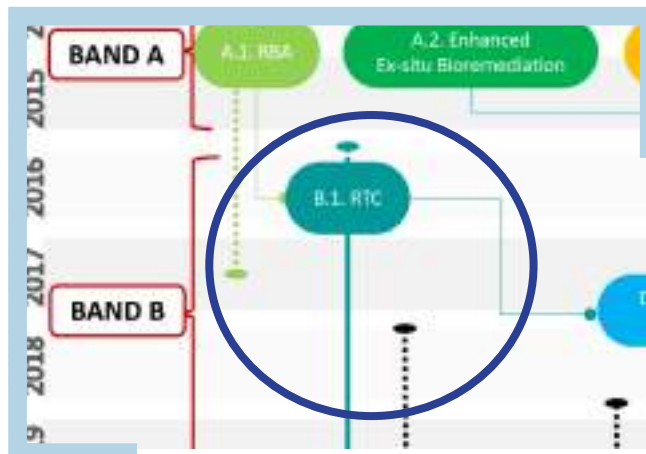 2015
2016
2017
2018
BAND A
A.1. RBA
A.2. Enhanced
Ex-situ Bioremediation
B.1. RTC
BAND B
D